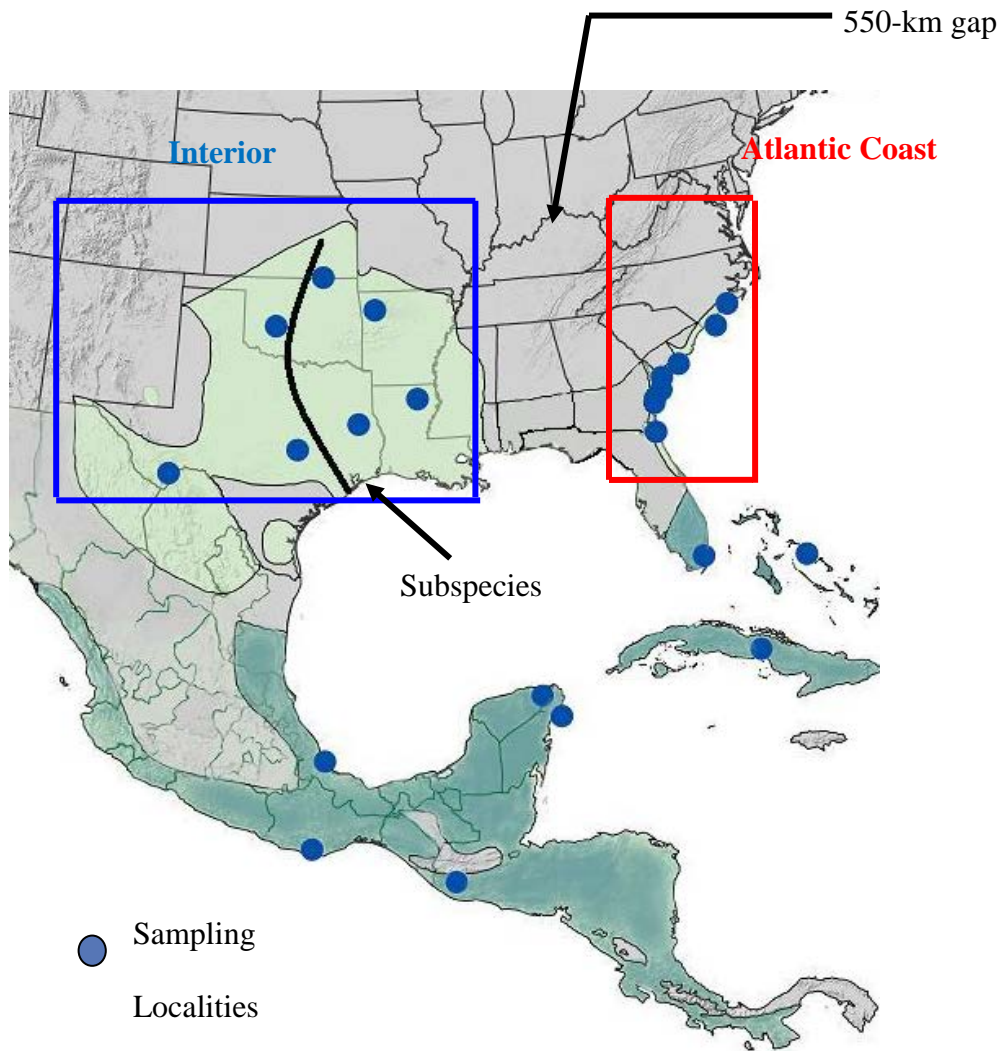 550-km gap
Interior
Atlantic Coast
Subspecies
Sampling
Localities